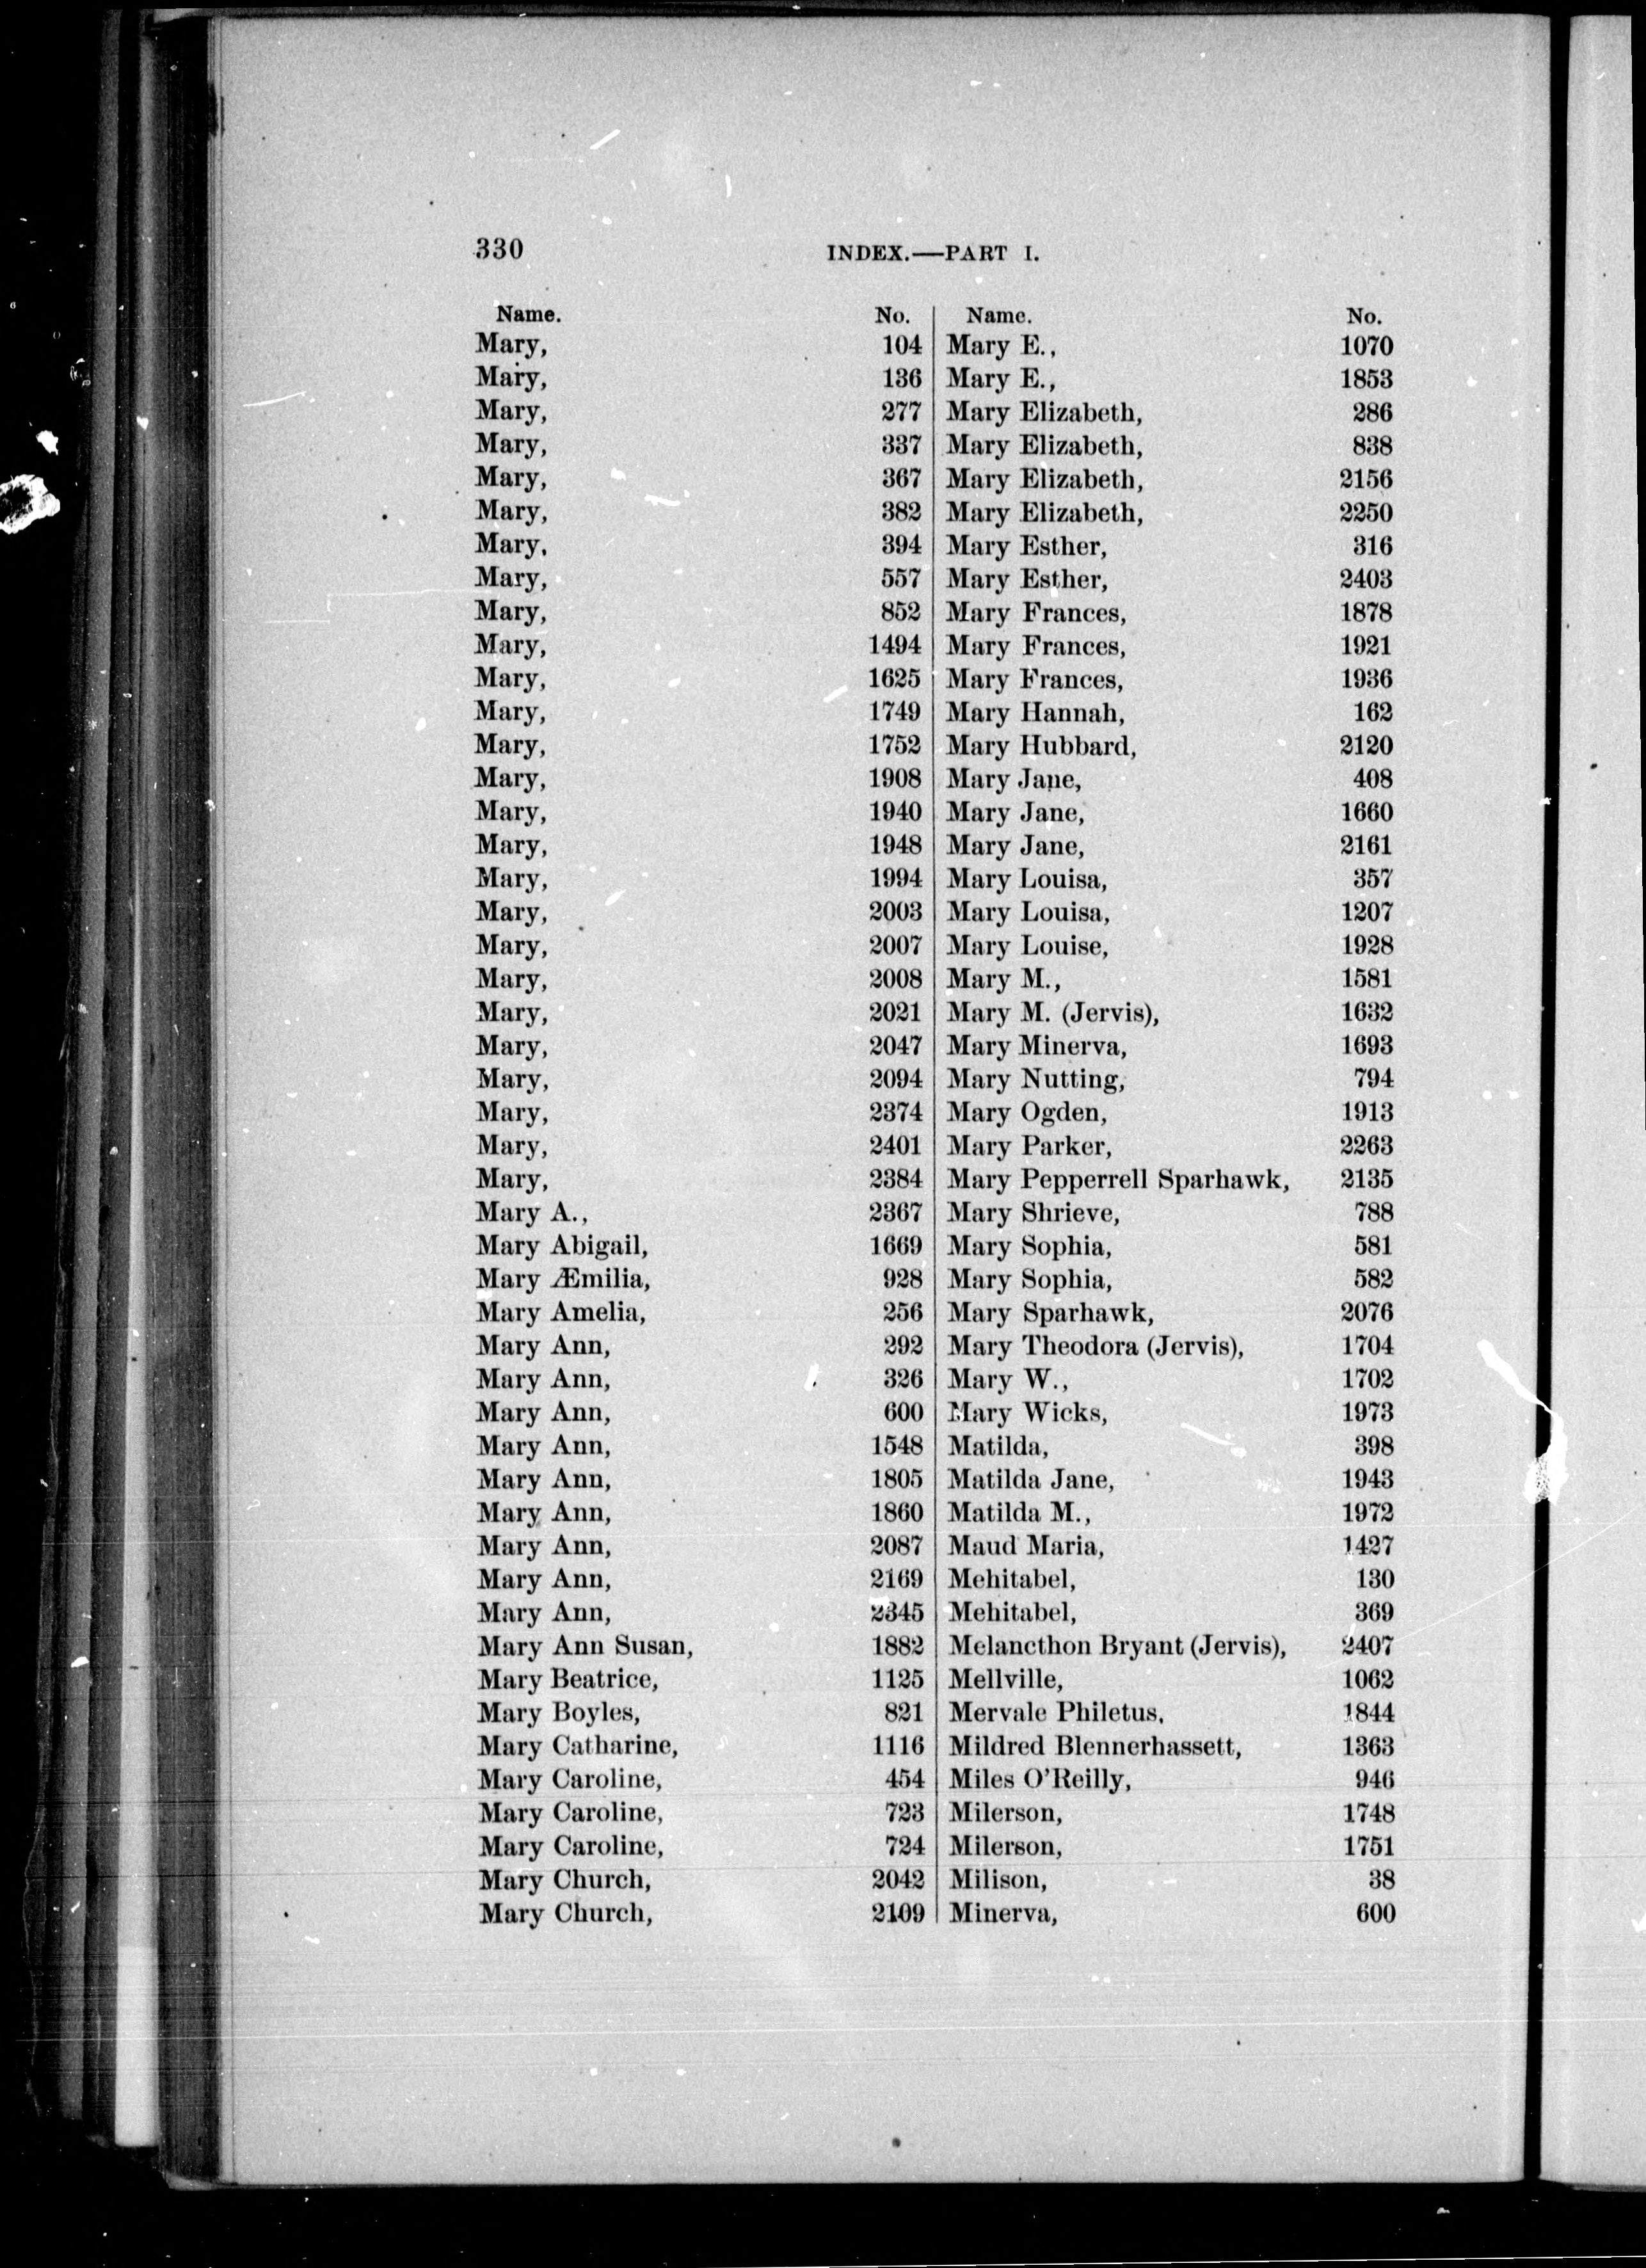 330 INDEX.—PART I.
Name. No.
Mary, 104
Mary, 136
Mary, 277
Mary, 337
Mary, 367
Mary, 382
Mary, 394
Mary, 557
Mary, 852
Mary, 1494
Mary, 1625
Mary, 1749
Mary, 1752
Mary, 1908
Mary, 1940
Mary, 1948
Mary, 1994
Mary, 2003
Mary, 2007
Mary, 2008
Mary, 2021
Mary, 2047
Mary, 2094
Mary, 2374
Mary, 2401
Mary, 2384
Mary A., 2367
Mary Abigail, 1669
Mary Æmilia, 928
Mary Amelia, 256
Mary Ann, 292
Mary Ann, 326
Mary Ann, 600
Mary Ann, 1548
Mary Ann, 1805
Mary Ann, 1860
Mary Ann, 2087
Mary Ann, 2169
Mary Ann, 2345
Mary Ann Susan, 1882
Mary Beatrice, 1125
Mary Boyles, 821
Mary Catharine, 1116
Mary Caroline, 454
Mary Caroline, 723
Mary Caroline, 724
Mary Church, 2042
Mary Church, 2109
Name. No.
Mary E., 1070
Mary E., 1853
Mary Elizabeth, 286
Mary Elizabeth, 838
Mary Elizabeth, 2156
Mary Elizabeth, 2250
Mary Esther, 316
Mary Esther, 2403
Mary Frances, 1878
Mary Frances, 1921
Mary Frances, 1936
Mary Hannah, 162
Mary Hubbard, 2120
Mary Jane, 408
Mary Jane, 1660
Mary Jane, 2161
Mary Louisa, 357
Mary Louisa, 1207
Mary Louise, 1928
Mary M., 1581
Mary M. (Jervis), 1632
Mary Minerva, 1693
Mary Nutting, 794
Mary Ogden, 1913
Mary Parker, 2263
Mary Pepperrell Sparhawk, 2135
Mary Shrieve, 788
Mary Sophia, 581
Mary Sophia, 582
Mary Sparhawk, 2076
Mary Theodora (Jervis), 1704
Mary W., 1702
Mary Wicks, 1973
Matilda, 398
Matilda Jane, 1943
Matilda M., 1972
Maud Maria, 1427
Mehitabel, 130
Mehitabel, 369
Melancthon Bryant (Jervis), 2407
Mellville, 1062
Mervale Philetus, 1844
Mildred Blennerhassett, 1363
Miles O'Reilly, 946
Milerson, 1748
Milerson, 1751
Milison, 38
Minerva, 600